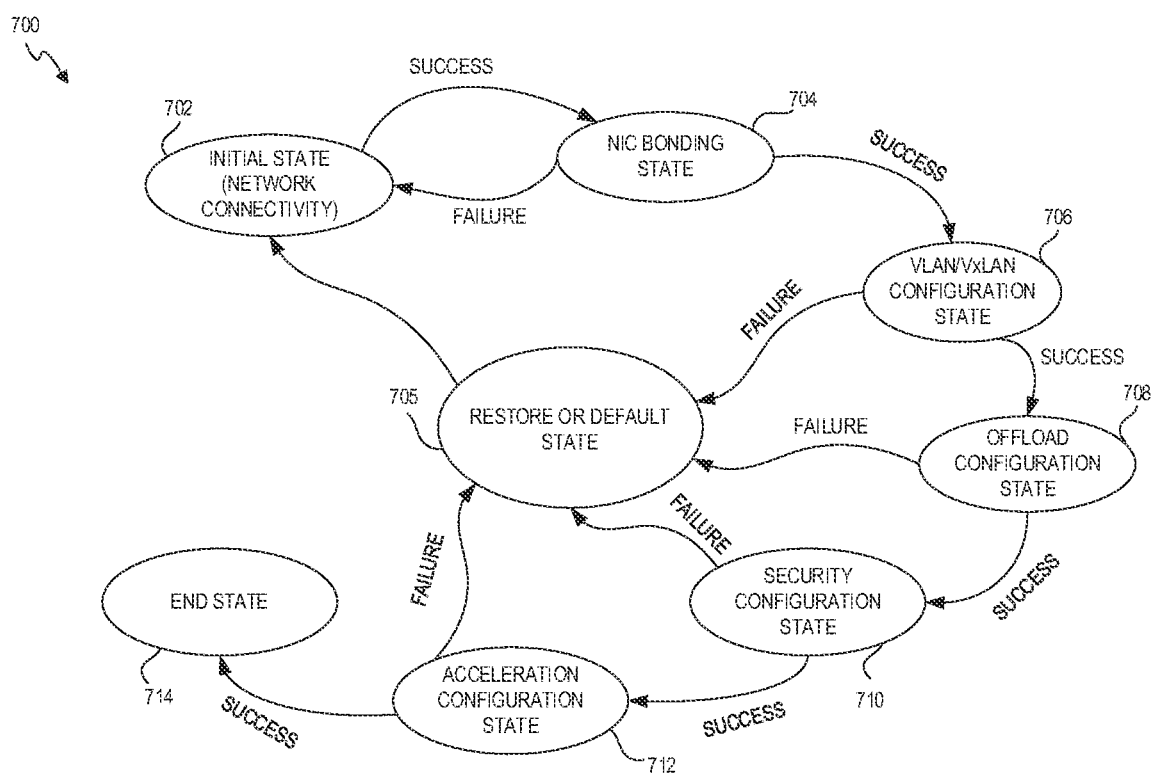 700
SUCCESS
702
704
INITIAL STATE
(NETWORK
CONNECTIVITY)
NIC BONDING
STATE
SUCCESS
FAILURE
706
VLAN/VxLAN
CONFIGURATION
STATE
FAILURE
SUCCESS
705
RESTORE OR DEFAULT
STATE
708
FAILURE
OFFLOAD
CONFIGURATION
STATE
FAILURE
FAILURE
END STATE
SECURITY
CONFIGURATION
STATE
SUCCESS
714
SUCCESS
ACCELERATION
CONFIGURATION
STATE
SUCCESS
710
712